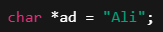 char *ad = "Ali";